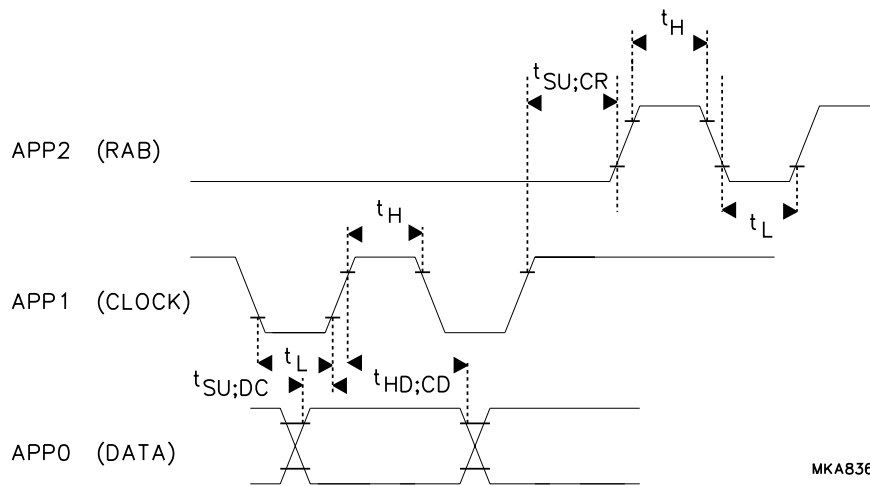 tH
tSU;CR
APP2 (RAB)
tH
tL
APP1 (CLOCK)
tL
tSU;DC
tHD;CD
APP0 (DATA)
MKA836